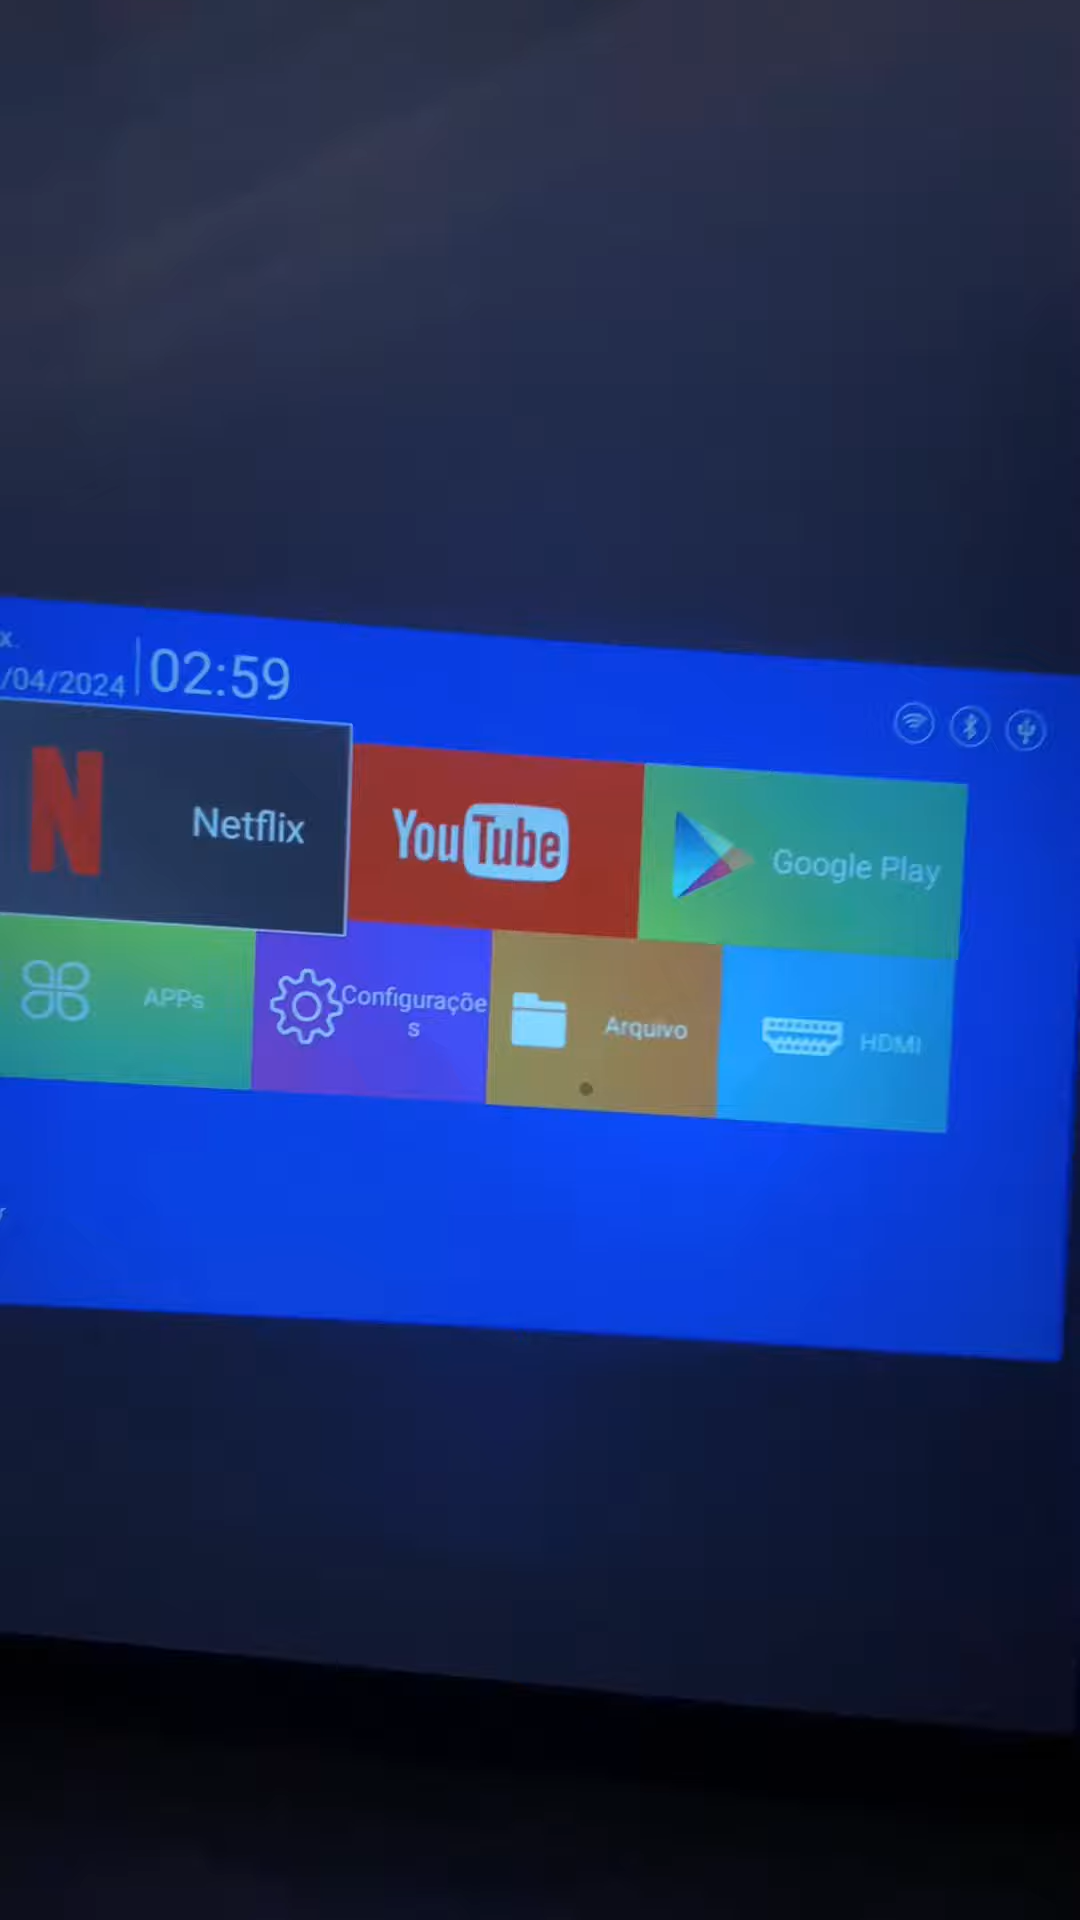 x.
/04/2024
02:59
N
Netflix
YouTube
Google Play
APPs
Configuraçõe
s
Arquivo
HDMI
r